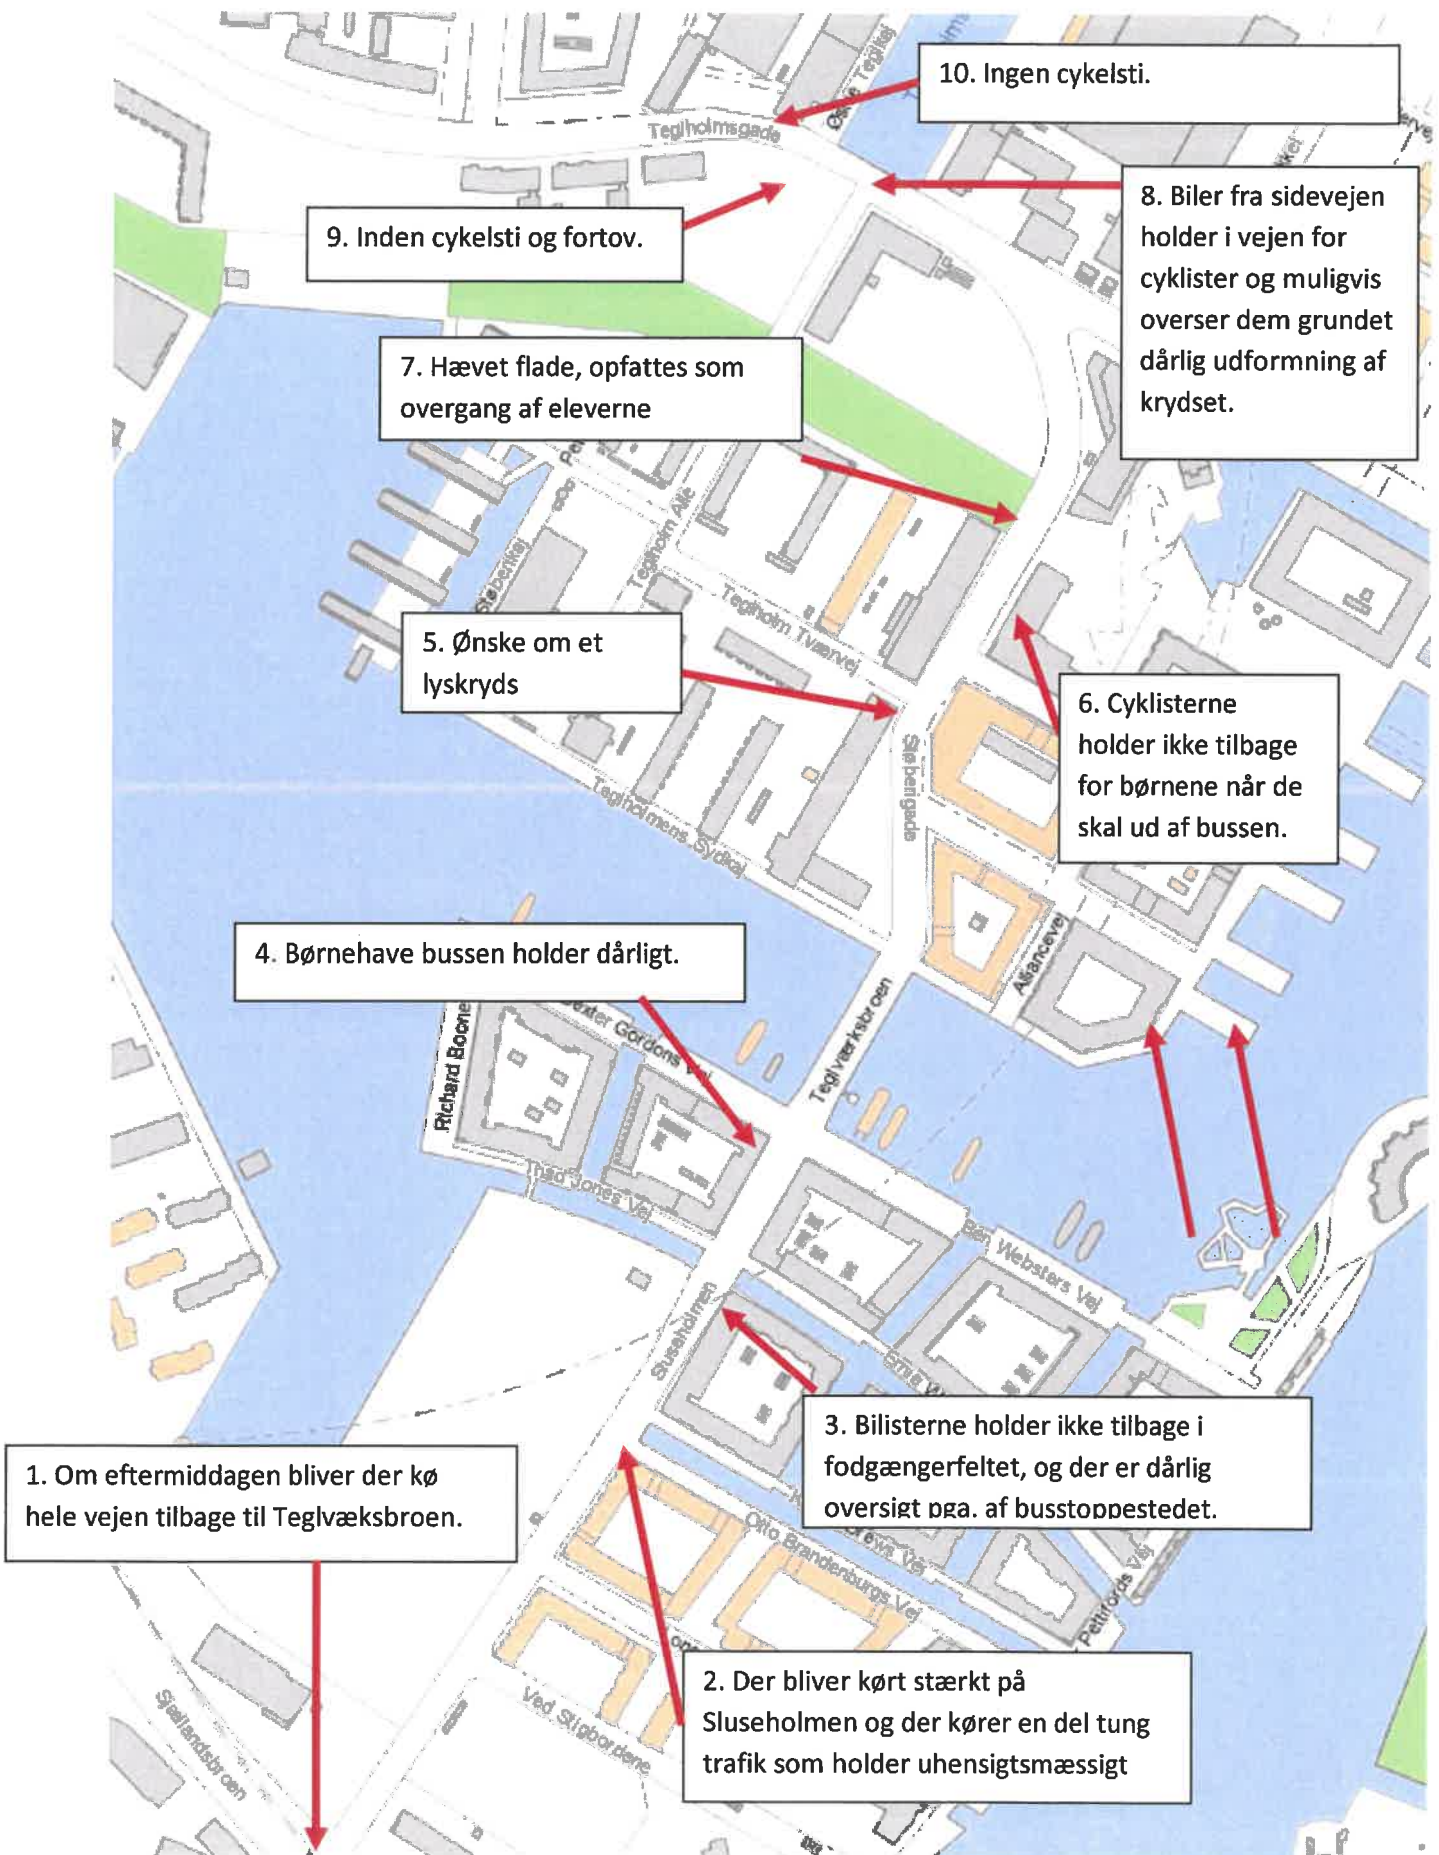 10. Ingen cykelsti.
Teglholmsgade
8. Biler fra sidevejen
holder i vejen for
cyklister og muligvis
overser dem grundet
dårlig udformning af
krydset.
9. Inden cykelsti og fortov.
7. Hævet flade, opfattes som
overgang af eleverne
Teglholm Allé
Støberikaj
Teglholm Tværvej
5. Ønske om et
lyskryds
6. Cyklisterne
holder ikke tilbage
for børnene når de
skal ud af bussen.
Støberigade
Teglholmens Sydkaj
4. Børnehave bussen holder dårligt.
Alliancevej
Teglværksbroen
Richard Boone
Gordons Vej
Thad Jones Vej
Ben Websters Vej
Sluseholmen
3. Bilisterne holder ikke tilbage i
fodgængerfeltet, og der er dårlig
oversigt pga. af busstoppestedet.
1. Om eftermiddagen bliver der kø
hele vejen tilbage til Teglvæksbroen.
Otto Brandenburgs Vej
Pettifords Vej
2. Der bliver kørt stærkt på
Sluseholmen og der kører en del tung
trafik som holder uhensigtsmæssigt
Ved Stigbordene
Sjællandsbroen